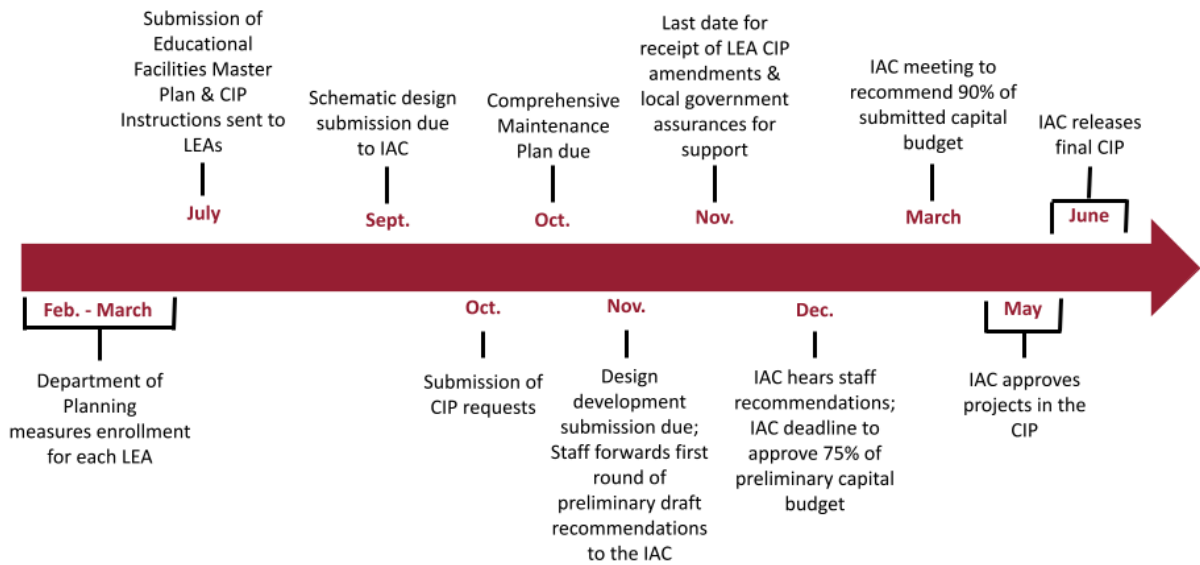 Submission of
Educational
Facilities Master
Plan & CIP
Instructions sent to
LEAs
July
Schematic design
submission due
to IAC
Sept.
Comprehensive
Maintenance
Plan due
Oct.
Last date for
receipt of LEA CIP
amendments &
local government
assurances for
support
Nov.
IAC meeting to
recommend 90% of
submitted capital
budget
March
IAC releases
final CIP
June
Feb. - March
Department of
Planning
measures enrollment
for each LEA
Oct.
Submission of
CIP requests
Nov.
Design
development
submission due;
Staff forwards first
round of
preliminary draft
recommendations
to the IAC
Dec.
IAC hears staff
recommendations;
IAC deadline to
approve 75% of
preliminary capital
budget
May
IAC approves
projects in the
CIP